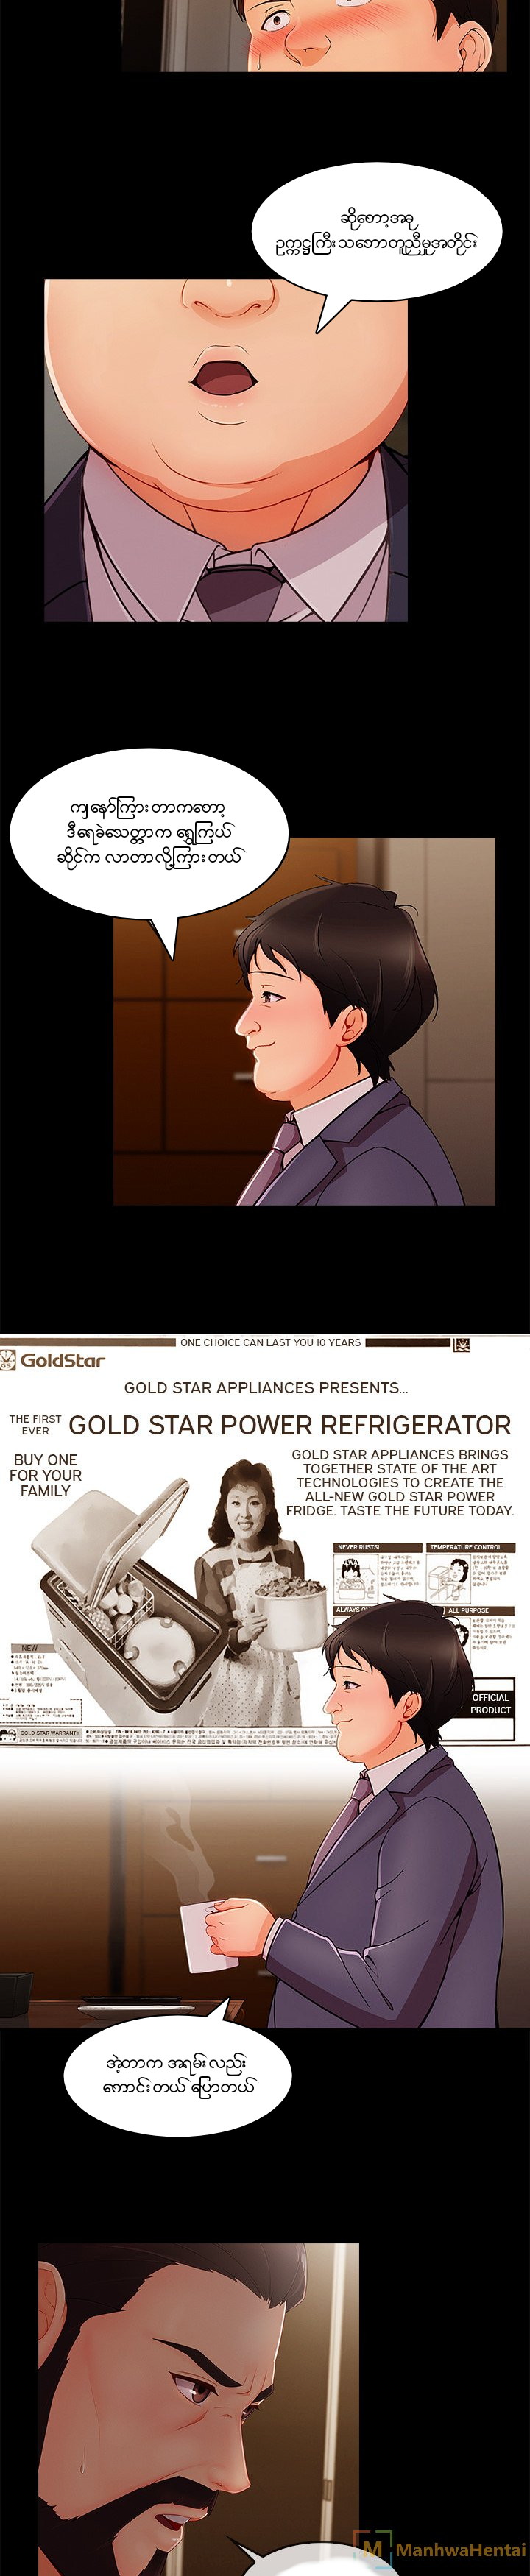 ဆိုတော့အခု
ဥက္ကဋ္ဌကြီးသဘောတူညီမှုအတိုင်း
ကျနော်ကြားတာကတော့
ဒီရေခဲသေတ္တာက ရွှေကြယ်
ဆိုင်က လာတာလို့ကြားတယ်
ONE CHOICE CAN LAST YOU 10 YEARS
GoldStar
GOLD STAR APPLIANCES PRESENTS...
THE FIRST
EVER
GOLD STAR POWER REFRIGERATOR
BUY ONE
FOR YOUR
FAMILY
GOLD STAR APPLIANCES BRINGS
TOGETHER STATE OF THE ART
TECHNOLOGIES TO CREATE THE
ALL-NEW GOLD STAR POWER
FRIDGE. TASTE THE FUTURE TODAY.
NEVER RUSTS!
TEMPERATURE CONTROL
ALWAYS
ALL-PURPOSE
NEW
OFFICIAL
PRODUCT
GOLD STAR WARRANTY
အဲ့တာက အရမ်းလည်း
ကောင်းတယ် ပြောတယ်
M ManhwaHentai